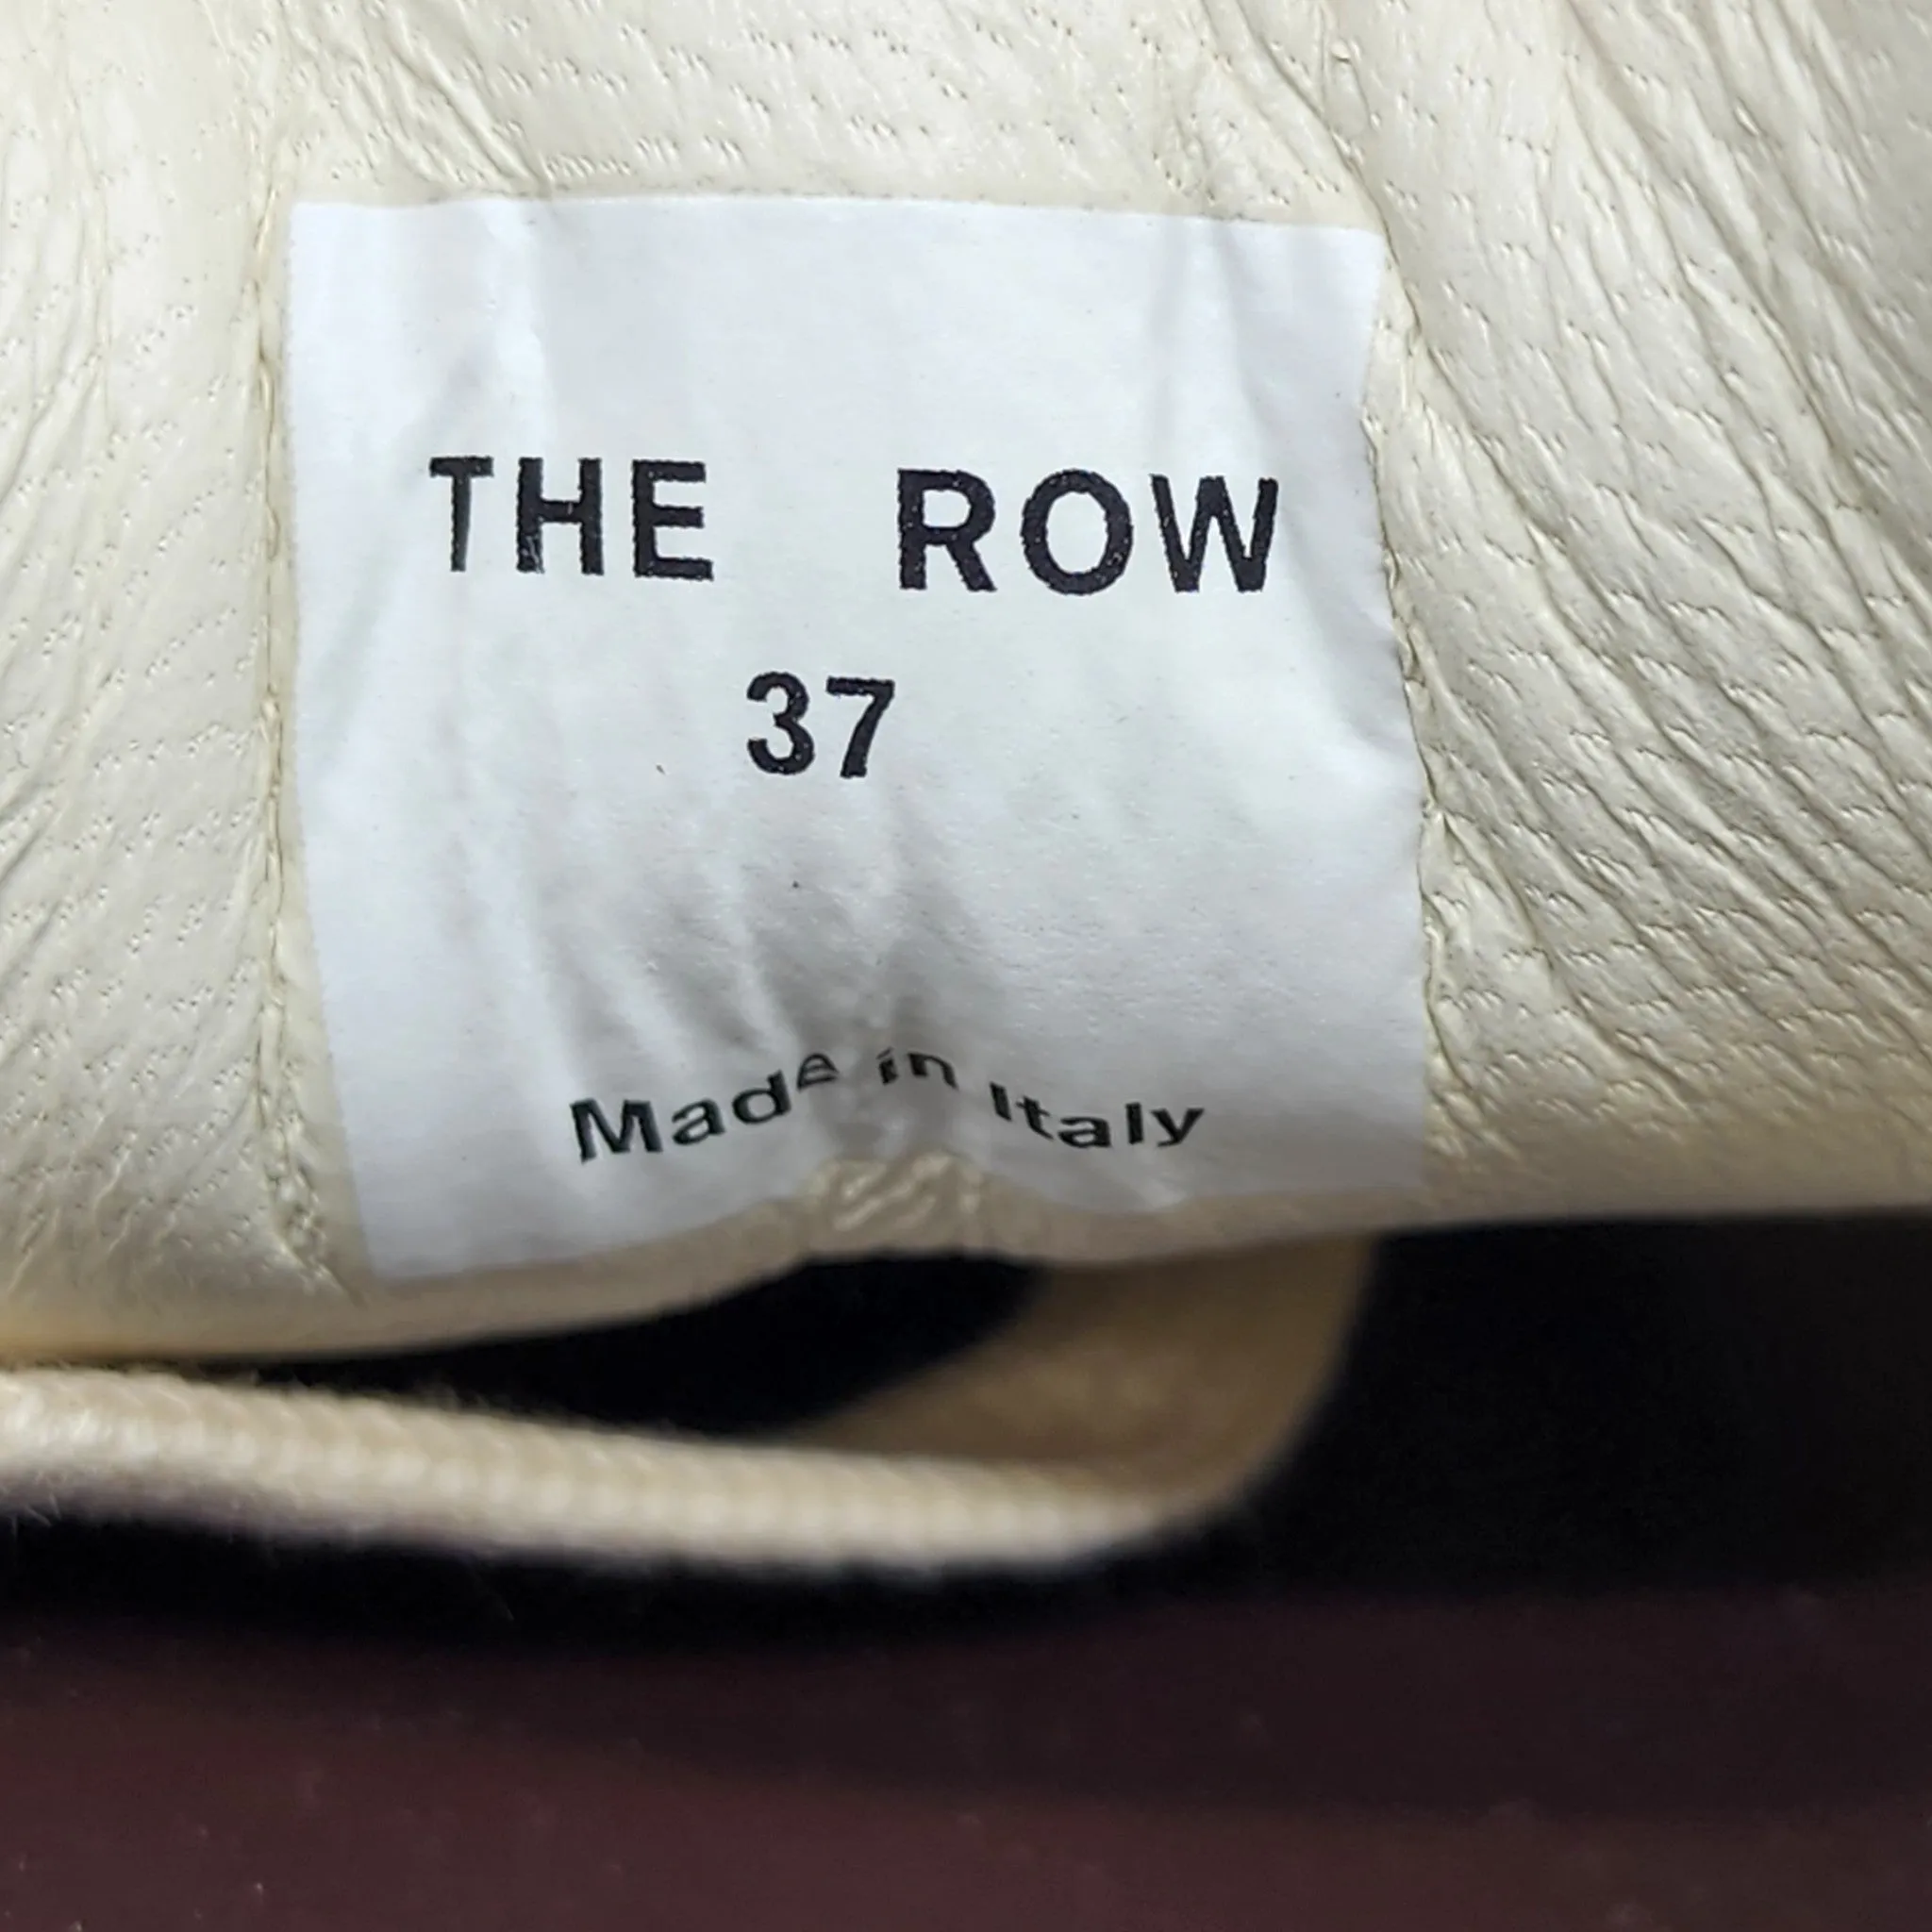 THE ROW
37
Made in Italy